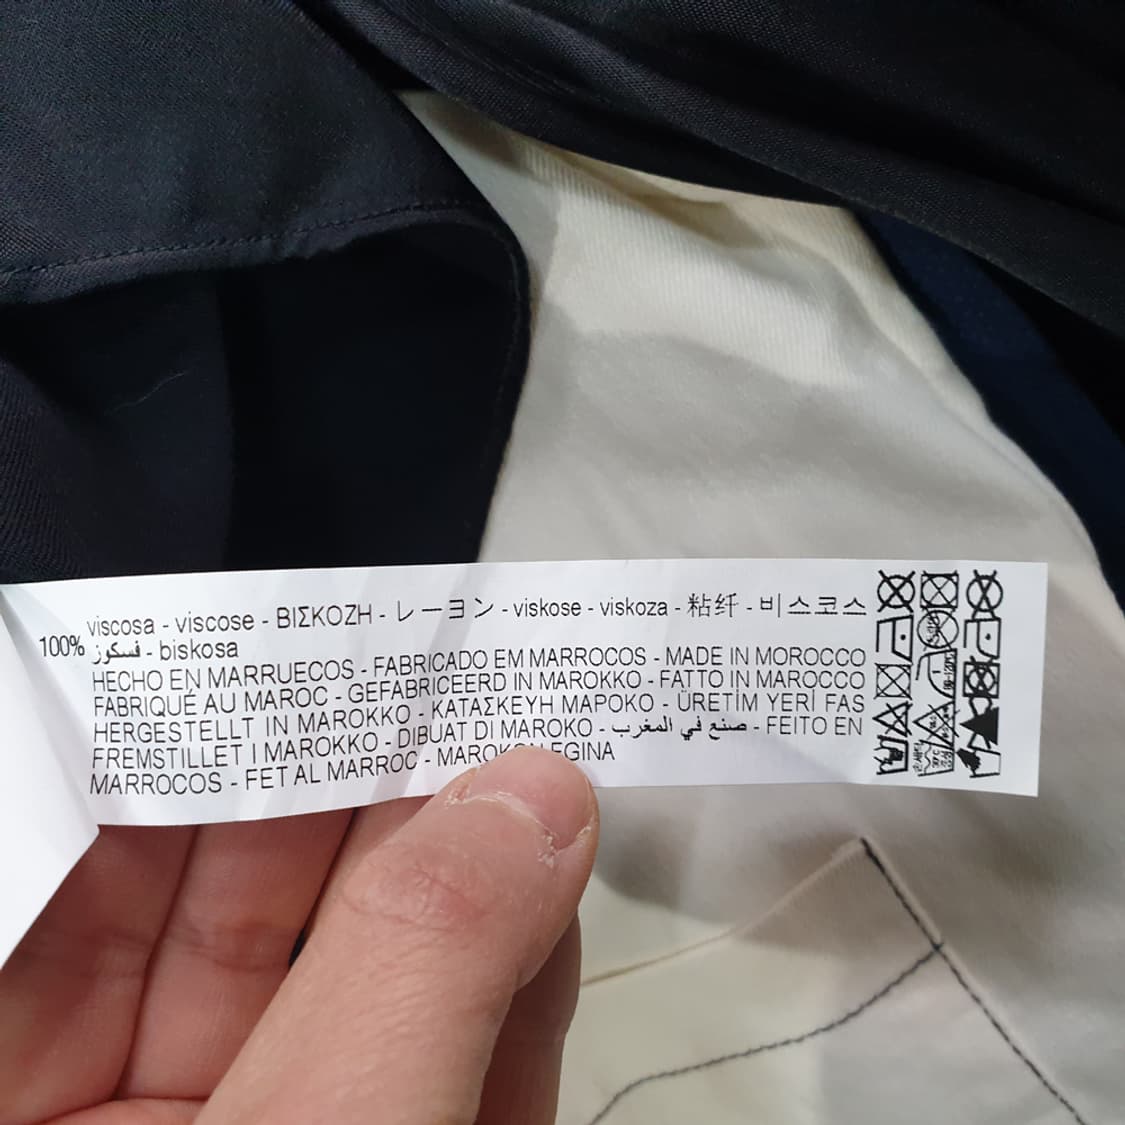 100% viscosa - viscose - ΒΙΣΚΟΖΗ - レーヨン - viskose - viskoza - 粘纤 - 비스코스
فسكوز - biskosa
HECHO EN MARRUECOS - FABRICADO EM MARROCOS - MADE IN MOROCCO
FABRIQUÉ AU MAROC - GEFABRICEERD IN MAROKKO - FATTO IN MAROCCO
HERGESTELLT IN MAROKKO - ΚΑΤΑΣΚΕΥΗ ΜΑΡΟΚΟ - ÜRETİM YERİ FAS
FREMSTILLET I MAROKKO - DIBUAT DI MAROKO - صنع في المغرب - FEITO EN
MARROCOS - FET AL MARROC -